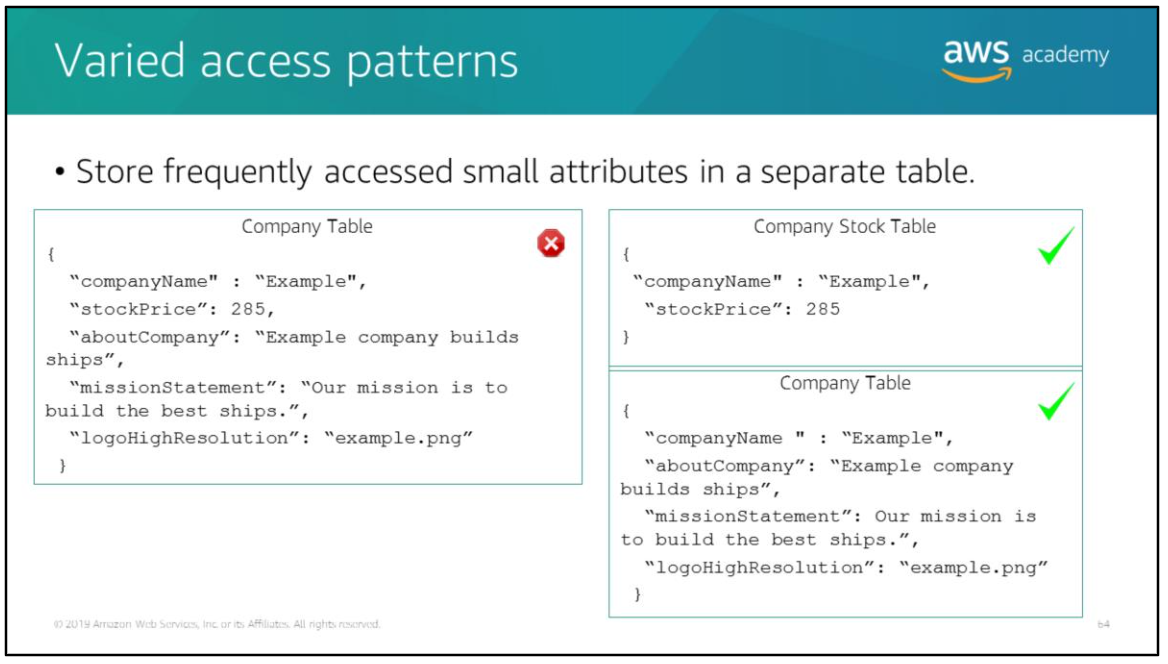 Varied access patterns
aws academy
• Store frequently accessed small attributes in a separate table.
Company Table
{
“companyName" : “Example",
“stockPrice”: 285,
“aboutCompany”: “Example company builds
ships”,
“missionStatement”: “Our mission is to
build the best ships.”,
“logoHighResolution”: “example.png”
}
Company Stock Table
{
“companyName" : “Example",
“stockPrice”: 285
}
Company Table
{
“companyName " : “Example",
“aboutCompany”: “Example company
builds ships”,
“missionStatement”: Our mission is
to build the best ships.”,
“logoHighResolution”: “example.png”
}
© 2019 Amazon Web Services, Inc. or its Affiliates. All rights reserved.
64